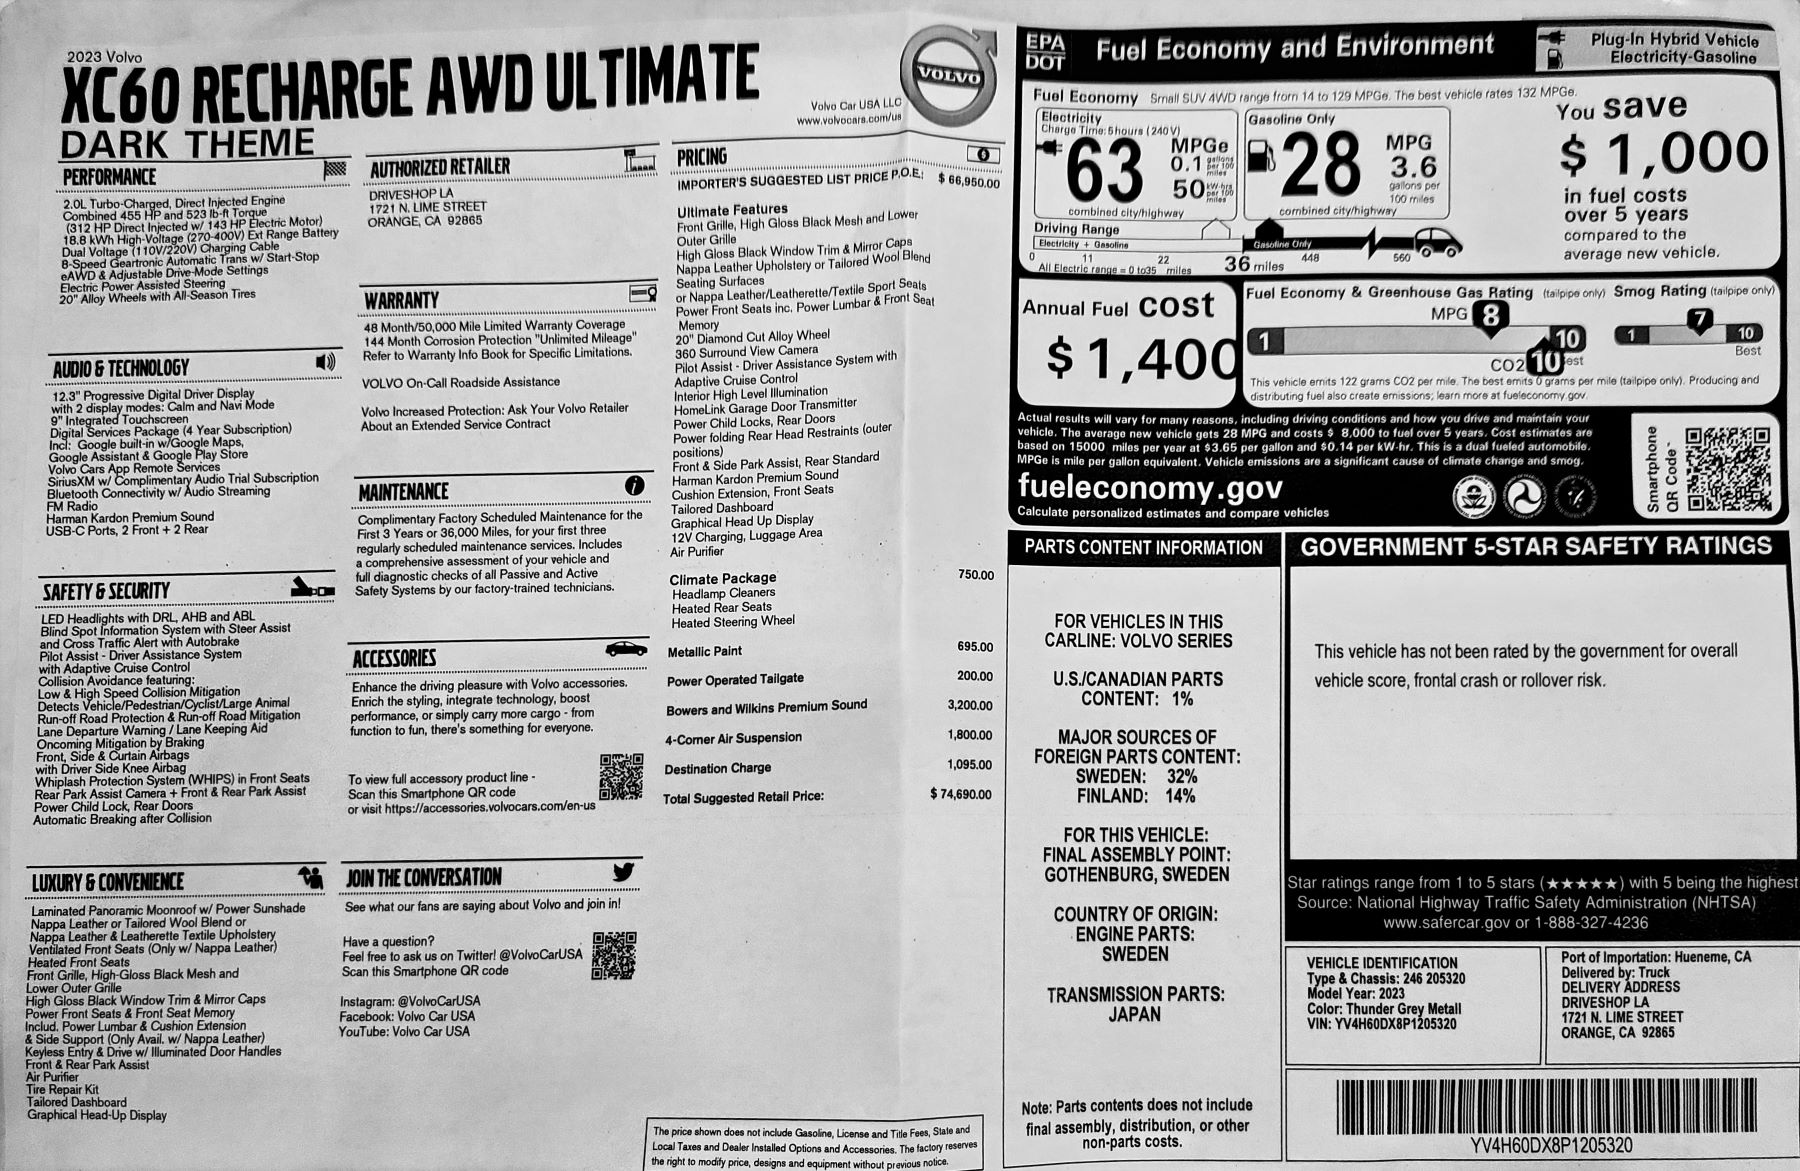 2023 Volvo
XC60 RECHARGE AWD ULTIMATE
DARK THEME
Volvo Car USA LLC
www.volvocars.com/us
VOLVO
PERFORMANCE
2.0L Turbo-Charged, Direct Injected Engine
Combined 455 HP and 523 lb-ft Torque
(312 HP Direct Injected w/ 143 HP Electric Motor)
18.8 kWh High-Voltage (270-400V) Ext Range Battery
Dual Voltage (110V/220V) Charging Cable
8-Speed Geartronic Automatic Trans w/ Start-Stop
eAWD & Adjustable Drive-Mode Settings
Electric Power Assisted Steering
20" Alloy Wheels with All-Season Tires
AUDIO & TECHNOLOGY
12.3" Progressive Digital Driver Display
with 2 display modes: Calm and Navi Mode
9" Integrated Touchscreen
Digital Services Package (4 Year Subscription)
Incl: Google built-in w/Google Maps,
Google Assistant & Google Play Store
Volvo Cars App Remote Services
SiriusXM w/ Complimentary Audio Trial Subscription
Bluetooth Connectivity w/ Audio Streaming
FM Radio
Harman Kardon Premium Sound
USB-C Ports, 2 Front + 2 Rear
SAFETY & SECURITY
LED Headlights with DRL, AHB and ABL
Blind Spot Information System with Steer Assist
and Cross Traffic Alert with Autobrake
Pilot Assist - Driver Assistance System
with Adaptive Cruise Control
Collision Avoidance featuring:
Low & High Speed Collision Mitigation
Detects Vehicle/Pedestrian/Cyclist/Large Animal
Run-off Road Protection & Run-off Road Mitigation
Lane Departure Warning / Lane Keeping Aid
Oncoming Mitigation by Braking
Front, Side & Curtain Airbags
with Driver Side Knee Airbag
Whiplash Protection System (WHIPS) in Front Seats
Rear Park Assist Camera + Front & Rear Park Assist
Power Child Lock, Rear Doors
Automatic Breaking after Collision
LUXURY & CONVENIENCE
Laminated Panoramic Moonroof w/ Power Sunshade
Nappa Leather or Tailored Wool Blend or
Nappa Leather & Leatherette Textile Upholstery
Ventilated Front Seats (Only w/ Nappa Leather)
Heated Front Seats
Front Grille, High-Gloss Black Mesh and
Lower Outer Grille
High Gloss Black Window Trim & Mirror Caps
Power Front Seats & Front Seat Memory
Includ. Power Lumbar & Cushion Extension
& Side Support (Only Avail. w/ Nappa Leather)
Keyless Entry & Drive w/ Illuminated Door Handles
Front & Rear Park Assist
Air Purifier
Tire Repair Kit
Tailored Dashboard
Graphical Head-Up Display
AUTHORIZED RETAILER
DRIVESHOP LA
1721 N. LIME STREET
ORANGE, CA 92865
WARRANTY
48 Month/50,000 Mile Limited Warranty Coverage
144 Month Corrosion Protection "Unlimited Mileage"
Refer to Warranty Info Book for Specific Limitations.
VOLVO On-Call Roadside Assistance
Volvo Increased Protection: Ask Your Volvo Retailer
About an Extended Service Contract
MAINTENANCE
Complimentary Factory Scheduled Maintenance for the
First 3 Years or 36,000 Miles, for your first three
regularly scheduled maintenance services. Includes
a comprehensive assessment of your vehicle and
full diagnostic checks of all Passive and Active
Safety Systems by our factory-trained technicians.
ACCESSORIES
Enhance the driving pleasure with Volvo accessories.
Enrich the styling, integrate technology, boost
performance, or simply carry more cargo - from
function to fun, there's something for everyone.
To view full accessory product line -
Scan this Smartphone QR code
or visit https://accessories.volvocars.com/en-us
JOIN THE CONVERSATION
See what our fans are saying about Volvo and join in!
Have a question?
Feel free to ask us on Twitter! @VolvoCarUSA
Scan this Smartphone QR code
Instagram: @VolvoCarUSA
Facebook: Volvo Car USA
YouTube: Volvo Car USA
PRICING
IMPORTER'S SUGGESTED LIST PRICE P.O.E.: $ 66,950.00
Ultimate Features
Front Grille, High Gloss Black Mesh and Lower
Outer Grille
High Gloss Black Window Trim & Mirror Caps
Nappa Leather Upholstery or Tailored Wool Blend
Seating Surfaces
or Nappa Leather/Leatherette/Textile Sport Seats
Power Front Seats inc. Power Lumbar & Front Seat
Memory
20" Diamond Cut Alloy Wheel
360 Surround View Camera
Pilot Assist - Driver Assistance System with
Adaptive Cruise Control
Interior High Level Illumination
HomeLink Garage Door Transmitter
Power Child Locks, Rear Doors
Power folding Rear Head Restraints (outer
positions)
Front & Side Park Assist, Rear Standard
Harman Kardon Premium Sound
Cushion Extension, Front Seats
Tailored Dashboard
Graphical Head Up Display
12V Charging, Luggage Area
Air Purifier
Climate Package 750.00
Headlamp Cleaners
Heated Rear Seats
Heated Steering Wheel
Metallic Paint 695.00
Power Operated Tailgate 200.00
Bowers and Wilkins Premium Sound 3,200.00
4-Corner Air Suspension 1,800.00
Destination Charge 1,095.00
Total Suggested Retail Price: $ 74,690.00
The price shown does not include Gasoline, License and Title Fees, State and
Local Taxes and Dealer Installed Options and Accessories. The factory reserves
the right to modify price, designs and equipment without previous notice.
EPA
DOT
Fuel Economy and Environment
Plug-In Hybrid Vehicle
Electricity-Gasoline
Fuel Economy Small SUV 4WD range from 14 to 129 MPGe. The best vehicle rates 132 MPGe.
Electricity
Charge Time: 5hours (240V)
63
MPGe
0.1 gallons per 100 miles
50 kW-hrs per 100 miles
combined city/highway
Gasoline Only
28
MPG
3.6
gallons per
100 miles
combined city/highway
Driving Range
Electricity + Gasoline
Gasoline Only
0 11 22 36 miles 448 560
All Electric range = 0 to35 miles
You save
$ 1,000
in fuel costs
over 5 years
compared to the
average new vehicle.
Annual Fuel COST
$ 1,400
Fuel Economy & Greenhouse Gas Rating (tailpipe only)
MPG 8
1 10
CO2 10 est
Smog Rating (tailpipe only)
7
1 10
Best
This vehicle emits 122 grams CO2 per mile. The best emits 0 grams per mile (tailpipe only). Producing and
distributing fuel also create emissions; learn more at fueleconomy.gov.
Actual results will vary for many reasons, including driving conditions and how you drive and maintain your
vehicle. The average new vehicle gets 28 MPG and costs $ 8,000 to fuel over 5 years. Cost estimates are
based on 15000 miles per year at $3.65 per gallon and $0.14 per kW-hr. This is a dual fueled automobile.
MPGe is mile per gallon equivalent. Vehicle emissions are a significant cause of climate change and smog.
fueleconomy.gov
Calculate personalized estimates and compare vehicles
Smartphone
QR Code
PARTS CONTENT INFORMATION
FOR VEHICLES IN THIS
CARLINE: VOLVO SERIES
U.S./CANADIAN PARTS
CONTENT: 1%
MAJOR SOURCES OF
FOREIGN PARTS CONTENT:
SWEDEN: 32%
FINLAND: 14%
FOR THIS VEHICLE:
FINAL ASSEMBLY POINT:
GOTHENBURG, SWEDEN
COUNTRY OF ORIGIN:
ENGINE PARTS:
SWEDEN
TRANSMISSION PARTS:
JAPAN
Note: Parts contents does not include
final assembly, distribution, or other
non-parts costs.
GOVERNMENT 5-STAR SAFETY RATINGS
This vehicle has not been rated by the government for overall
vehicle score, frontal crash or rollover risk.
Star ratings range from 1 to 5 stars (★★★★★) with 5 being the highest
Source: National Highway Traffic Safety Administration (NHTSA)
www.safercar.gov or 1-888-327-4236
VEHICLE IDENTIFICATION
Type & Chassis: 246 205320
Model Year: 2023
Color: Thunder Grey Metall
VIN: YV4H60DX8P1205320
Port of Importation: Hueneme, CA
Delivered by: Truck
DELIVERY ADDRESS
DRIVESHOP LA
1721 N. LIME STREET
ORANGE, CA 92865
YV4H60DX8P1205320